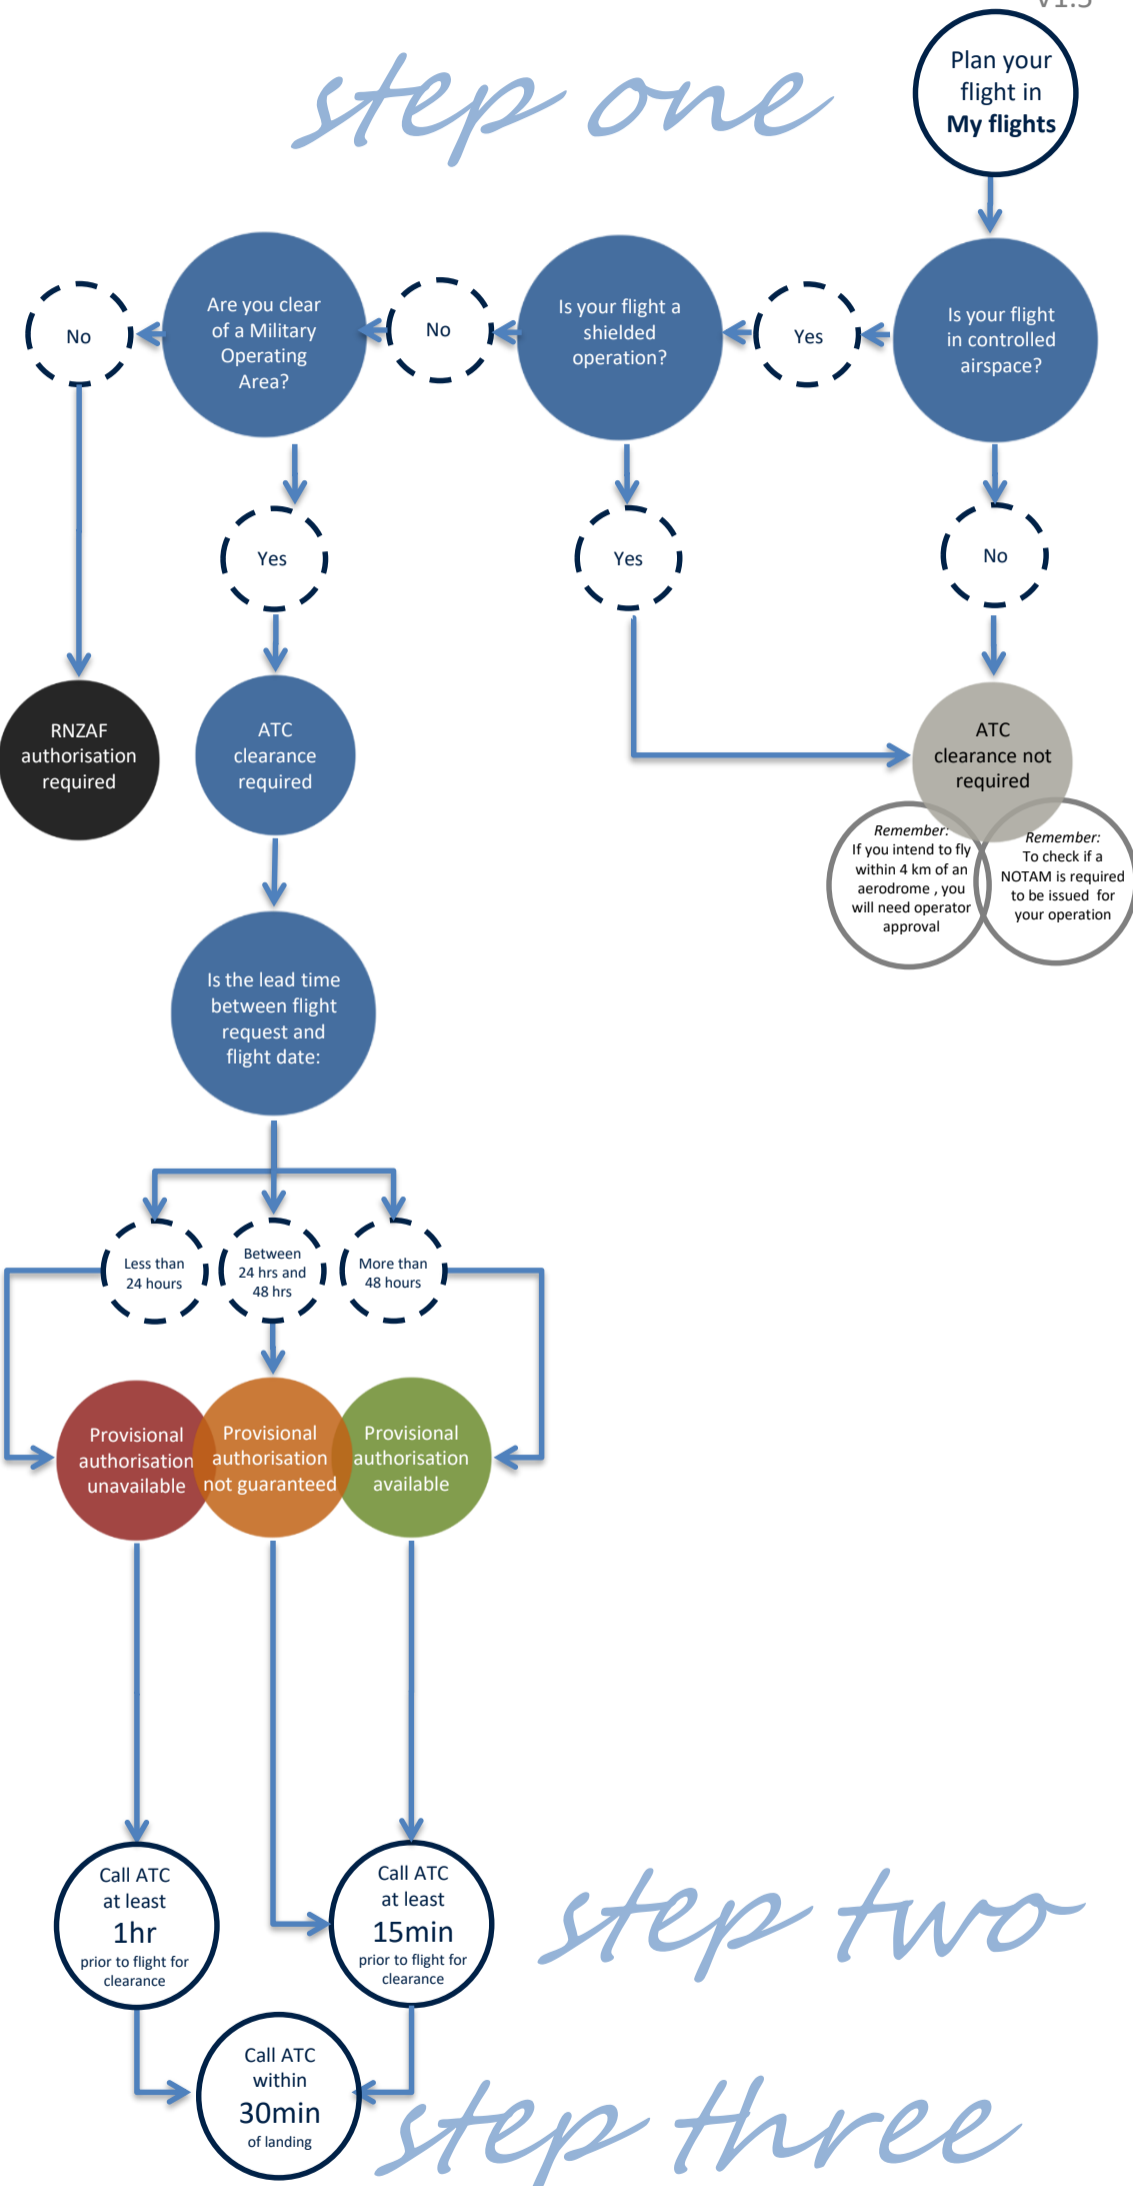 v1.5
step one
Plan your
flight in
My flights
Is your flight
in controlled
airspace?
Yes
Is your flight a
shielded
operation?
No
Are you clear
of a Military
Operating
Area?
No
Yes
Yes
No
RNZAF
authorisation
required
ATC
clearance
required
ATC
clearance not
required
Remember:
If you intend to fly
within 4 km of an
aerodrome , you
will need operator
approval
Remember:
To check if a
NOTAM is required
to be issued for
your operation
Is the lead time
between flight
request and
flight date:
Less than
24 hours
Between
24 hrs and
48 hrs
More than
48 hours
Provisional
authorisation
unavailable
Provisional
authorisation
not guaranteed
Provisional
authorisation
available
Call ATC
at least
1hr
prior to flight for
clearance
Call ATC
at least
15min
prior to flight for
clearance
step two
Call ATC
within
30min
of landing
step three